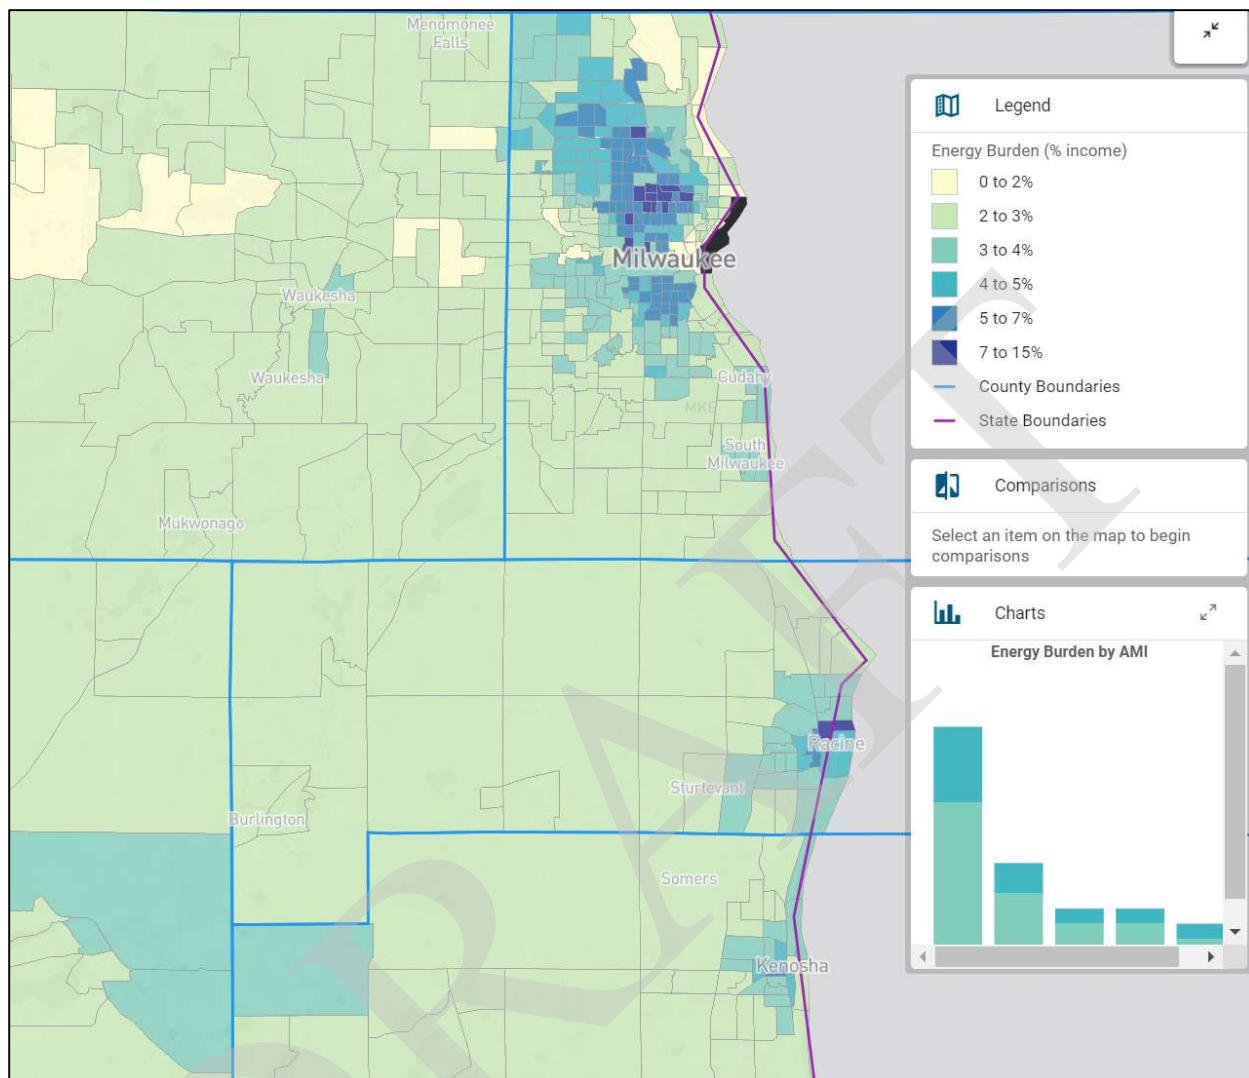 Menomonee
Falls
Milwaukee
Waukesha
Waukesha
Cudahy
MKE
South
Milwaukee
Mukwonago
Racine
Sturtevant
Burlington
Somers
Kenosha
Legend
Energy Burden (% income)
0 to 2%
2 to 3%
3 to 4%
4 to 5%
5 to 7%
7 to 15%
County Boundaries
State Boundaries
Comparisons
Select an item on the map to begin
comparisons
Charts
Energy Burden by AMI
DRAFT